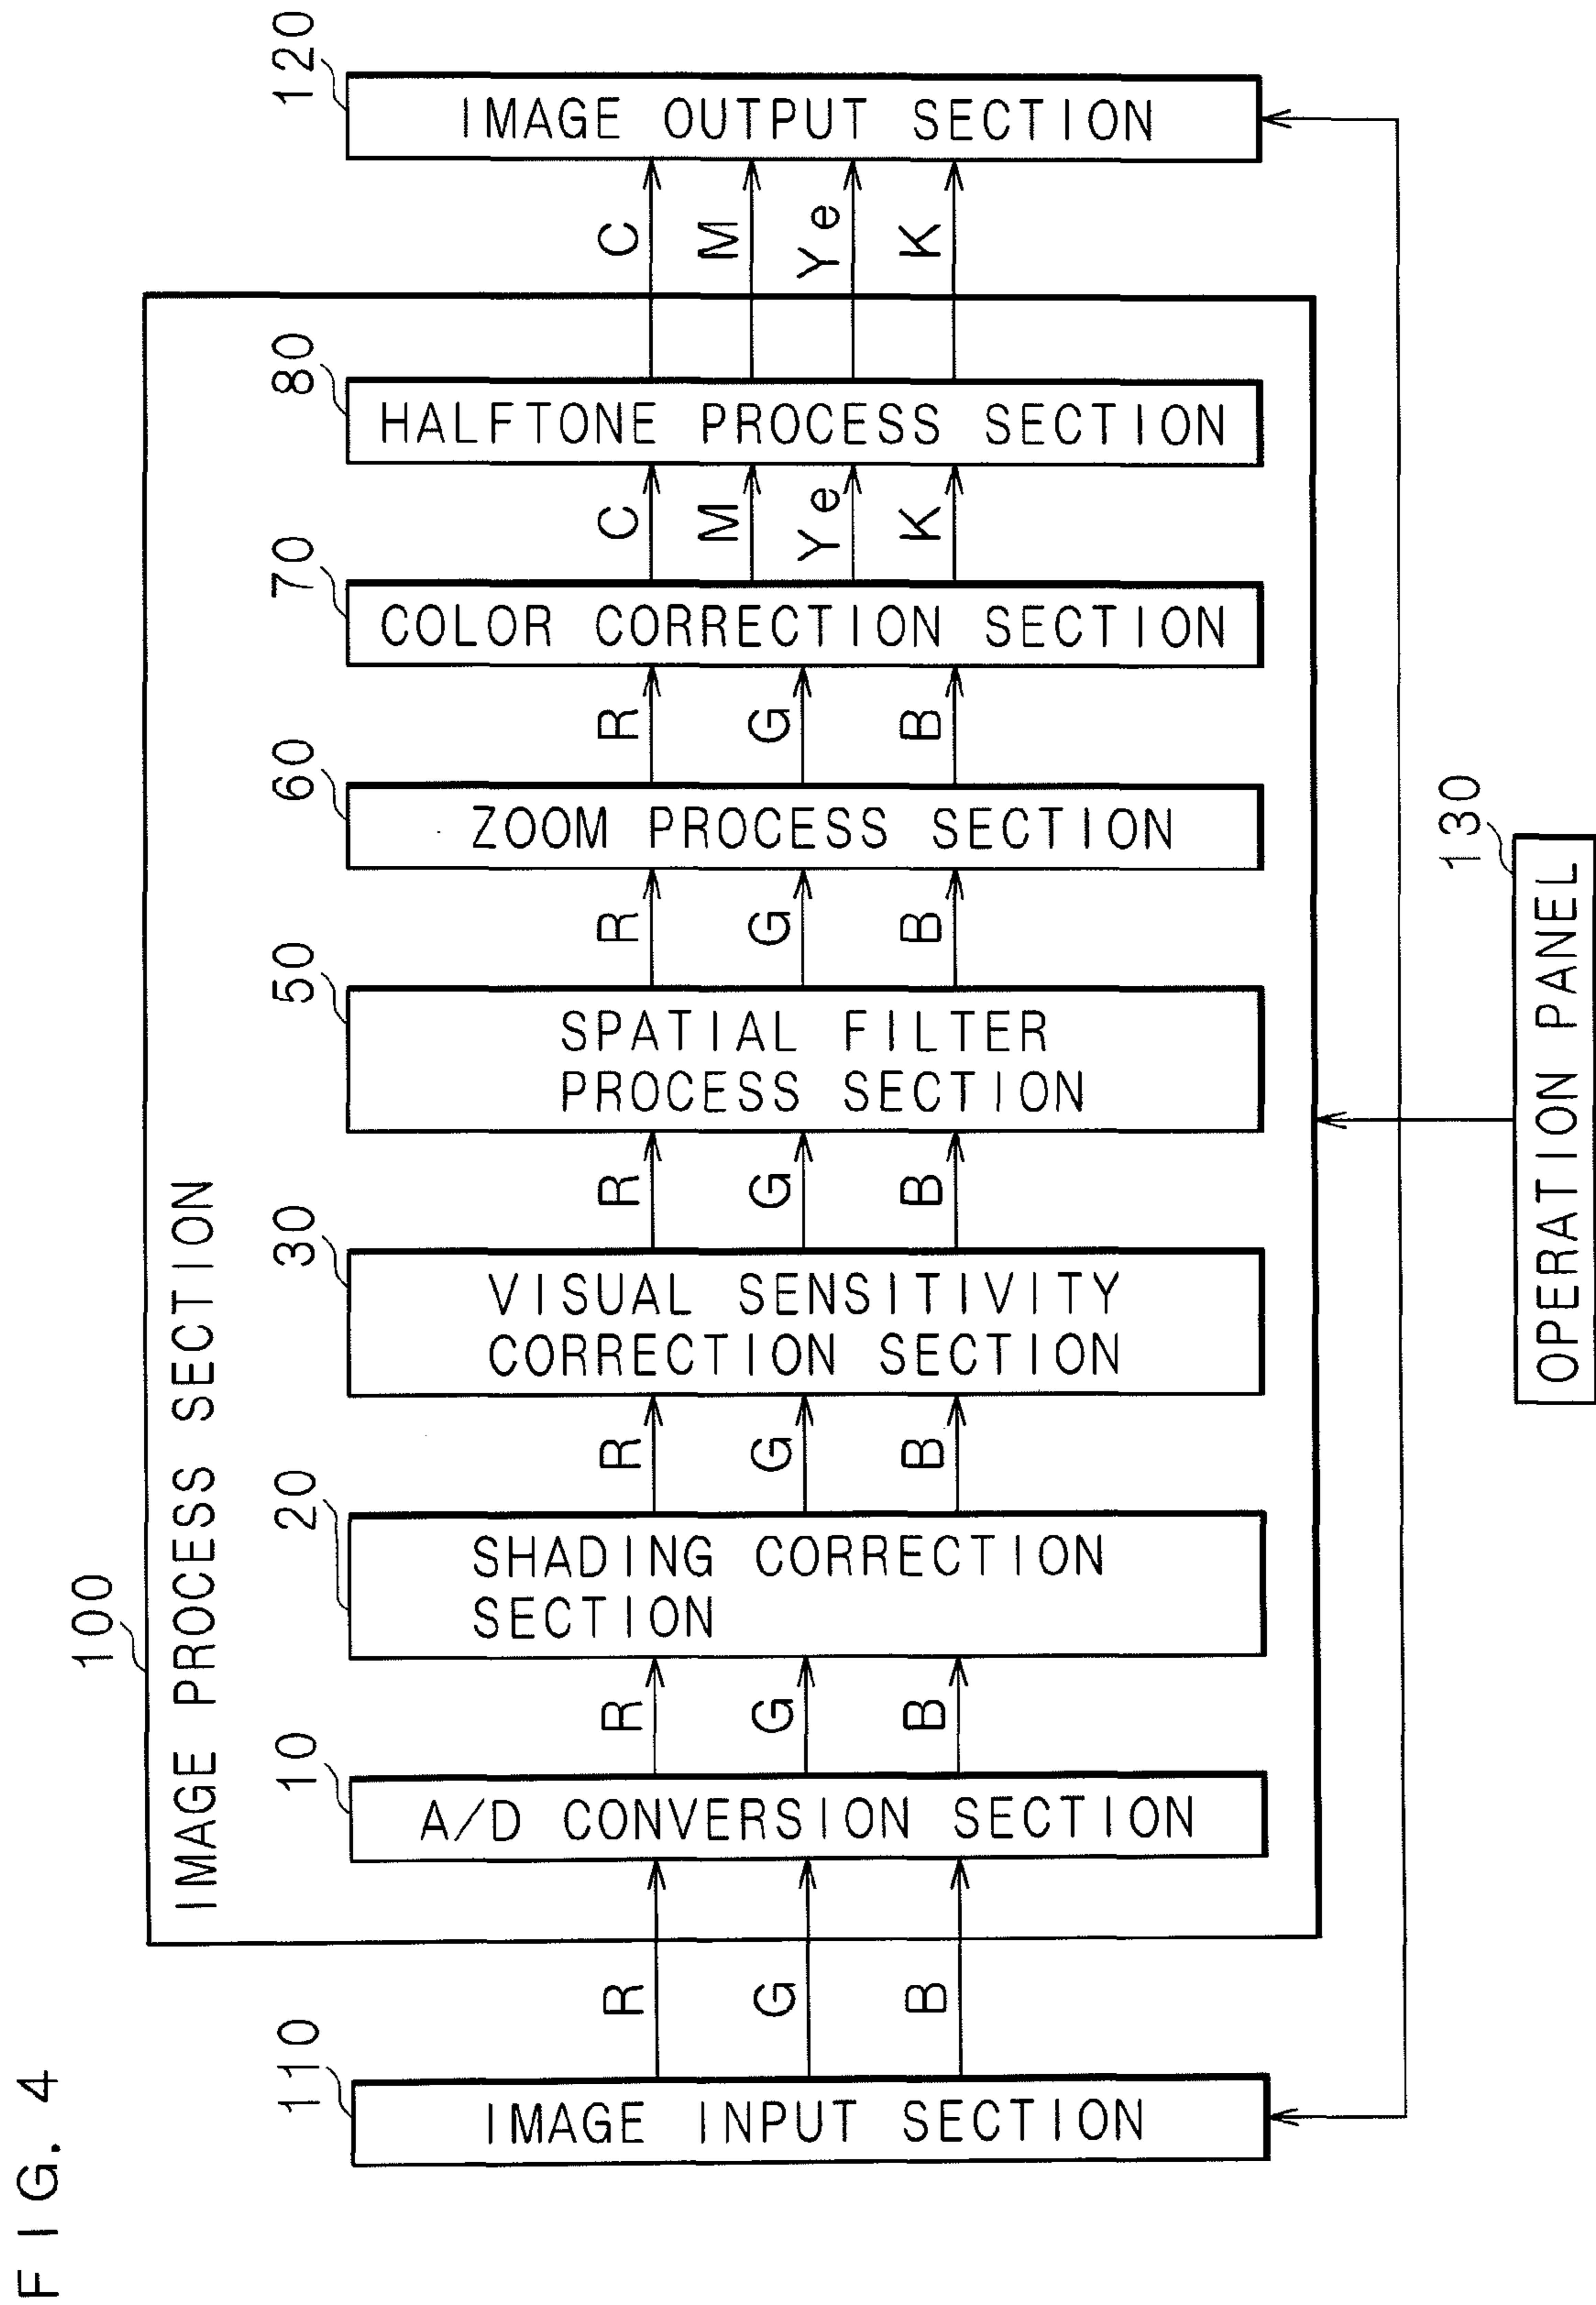 FIG. 4
100
IMAGE PROCESS SECTION
110
IMAGE INPUT SECTION
R
G
B
10
A/D CONVERSION SECTION
R
G
B
20
SHADING CORRECTION
SECTION
R
G
B
30
VISUAL SENSITIVITY
CORRECTION SECTION
R
G
B
50
SPATIAL FILTER
PROCESS SECTION
R
G
B
60
ZOOM PROCESS SECTION
R
G
B
70
COLOR CORRECTION SECTION
C
M
Ye
K
80
HALFTONE PROCESS SECTION
C
M
Ye
K
120
IMAGE OUTPUT SECTION
130
OPERATION PANEL